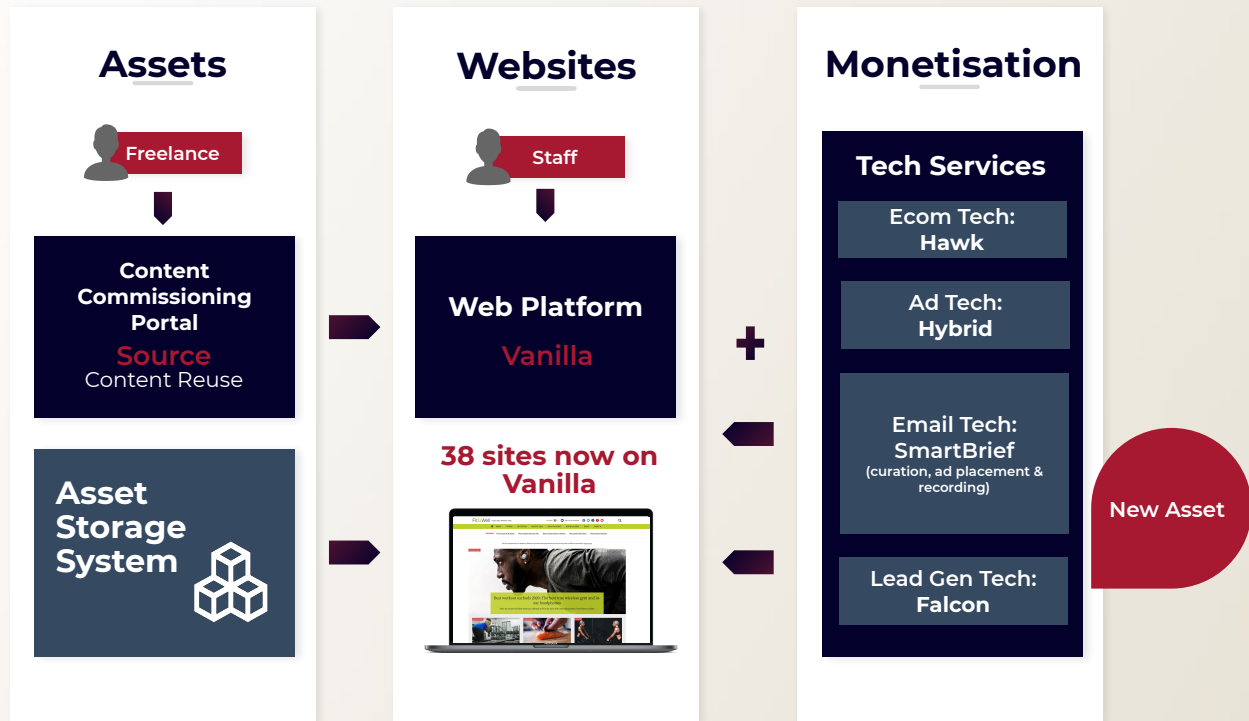 Assets
Freelance
Content
Commissioning
Portal
Source
Content Reuse
Asset
Storage
System
Websites
Staff
Web Platform
Vanilla
38 sites now on
Vanilla
Monetisation
Tech Services
Ecom Tech:
Hawk
Ad Tech:
Hybrid
Email Tech:
SmartBrief
(curation, ad placement &
recording)
Lead Gen Tech:
Falcon
New Asset